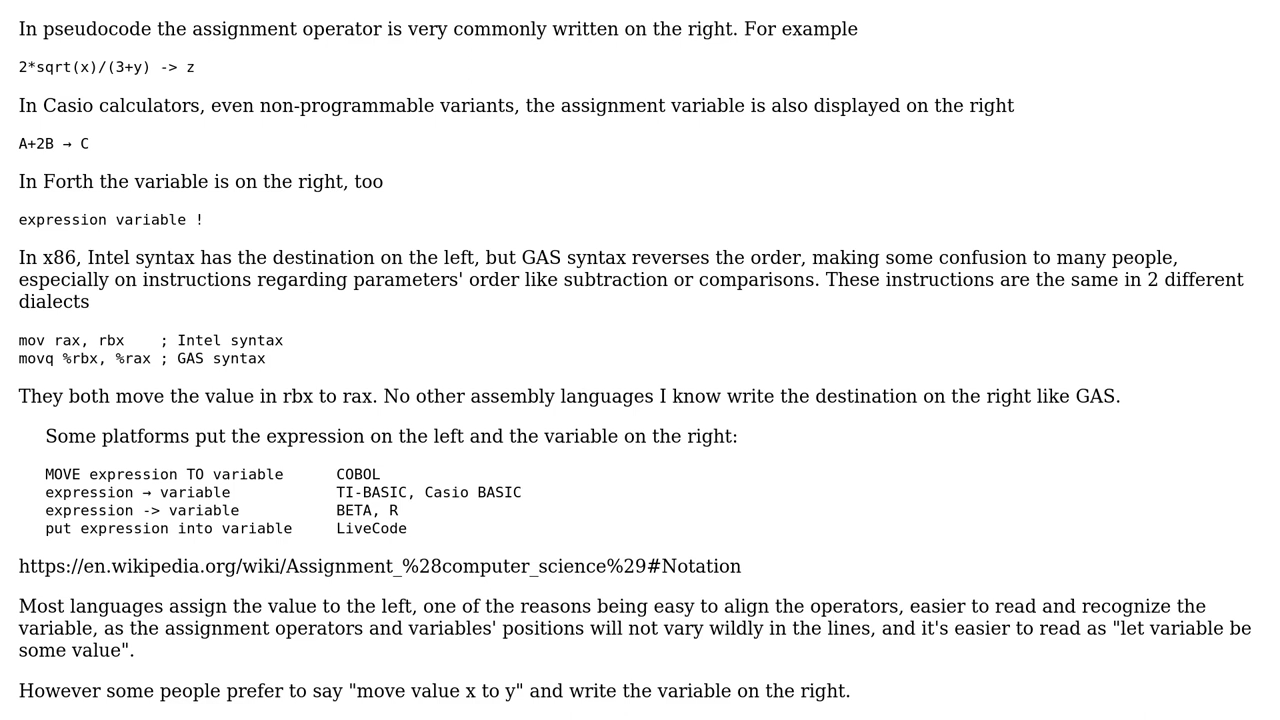 In pseudocode the assignment operator is very commonly written on the right. For example
2*sqrt(x)/(3+y) -> z
In Casio calculators, even non-programmable variants, the assignment variable is also displayed on the right
A+2B → C
In Forth the variable is on the right, too
expression variable !
In x86, Intel syntax has the destination on the left, but GAS syntax reverses the order, making some confusion to many people,
especially on instructions regarding parameters' order like subtraction or comparisons. These instructions are the same in 2 different
dialects
mov rax, rbx    ; Intel syntax
movq %rbx, %rax ; GAS syntax
They both move the value in rbx to rax. No other assembly languages I know write the destination on the right like GAS.
Some platforms put the expression on the left and the variable on the right:
MOVE expression TO variable      COBOL
expression → variable            TI-BASIC, Casio BASIC
expression -> variable           BETA, R
put expression into variable     LiveCode
https://en.wikipedia.org/wiki/Assignment_%28computer_science%29#Notation
Most languages assign the value to the left, one of the reasons being easy to align the operators, easier to read and recognize the
variable, as the assignment operators and variables' positions will not vary wildly in the lines, and it's easier to read as "let variable be
some value".
However some people prefer to say "move value x to y" and write the variable on the right.